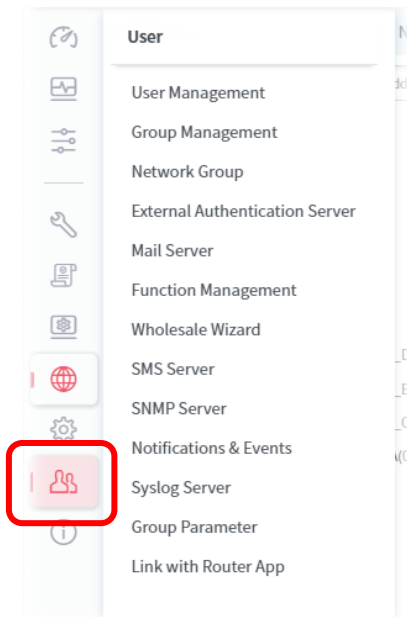 User
User Management
Group Management
Network Group
External Authentication Server
Mail Server
Function Management
Wholesale Wizard
SMS Server
SNMP Server
Notifications & Events
Syslog Server
Group Parameter
Link with Router App